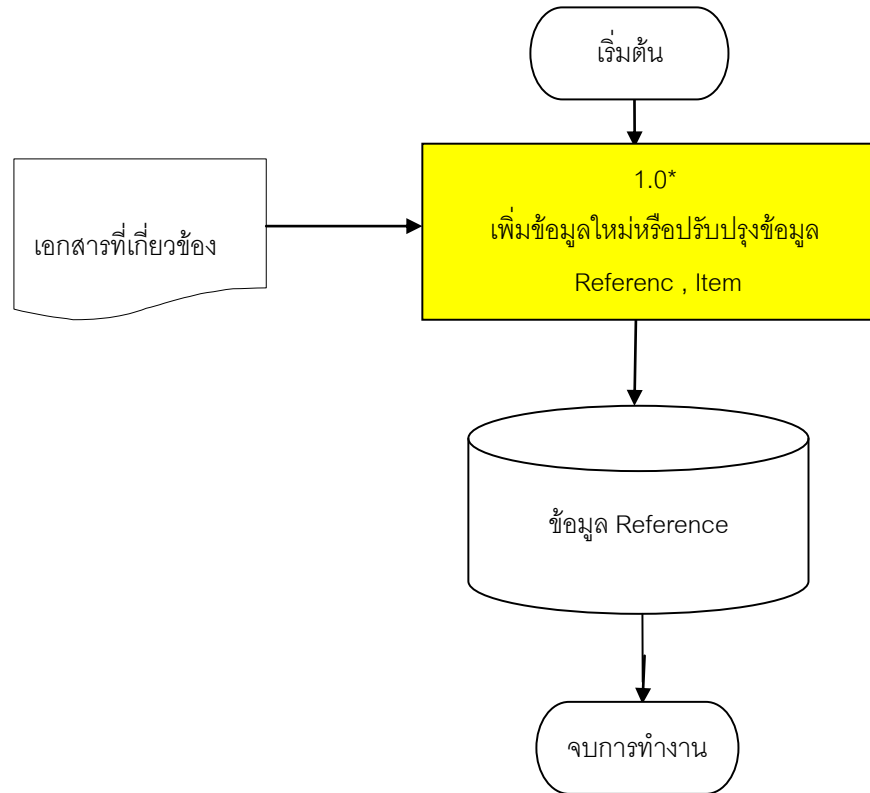 เริ่มต้น
1.0*
เพิ่มข้อมูลใหม่หรือปรับปรุงข้อมูล
Referenc , Item
เอกสารที่เกี่ยวข้อง
ข้อมูล Reference
จบการทำงาน